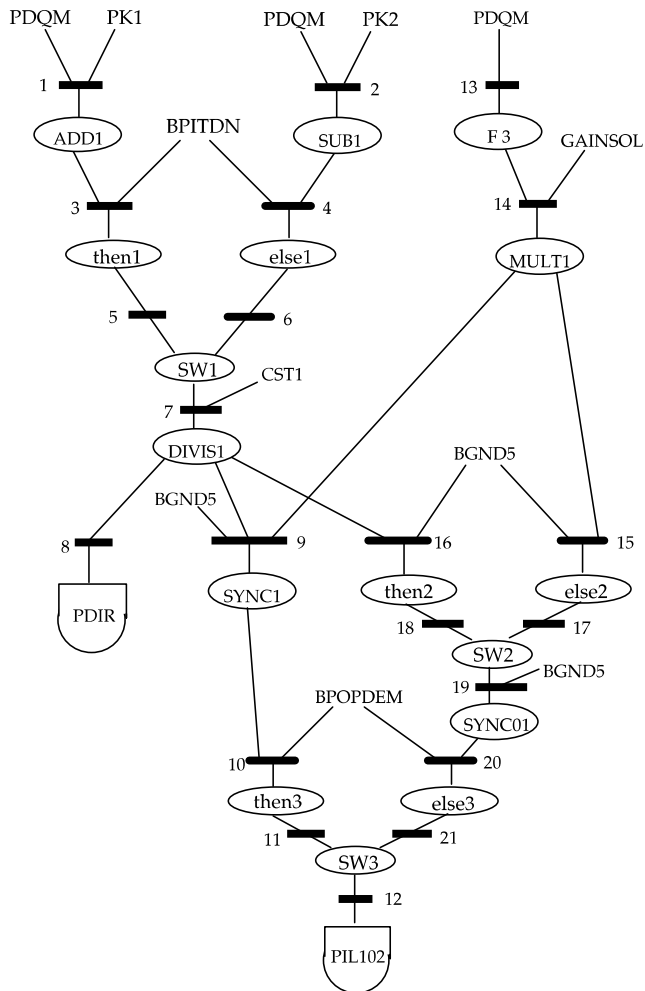 PDQM PK1 PDQM PK2 PDQM
1 2 13
ADD1 BPITDN SUB1 F 3 GAINSOL
3 4 14
then1 else1 MULT1
5 6
SW1
CST1
7
DIVIS1
BGND5 BGND5
8 9 16 15
PDIR SYNC1 then2 else2
18 17
SW2
19 BGND5
BPOPDEM
SYNC01
10 20
then3 else3
11 21
SW3
12
PIL102